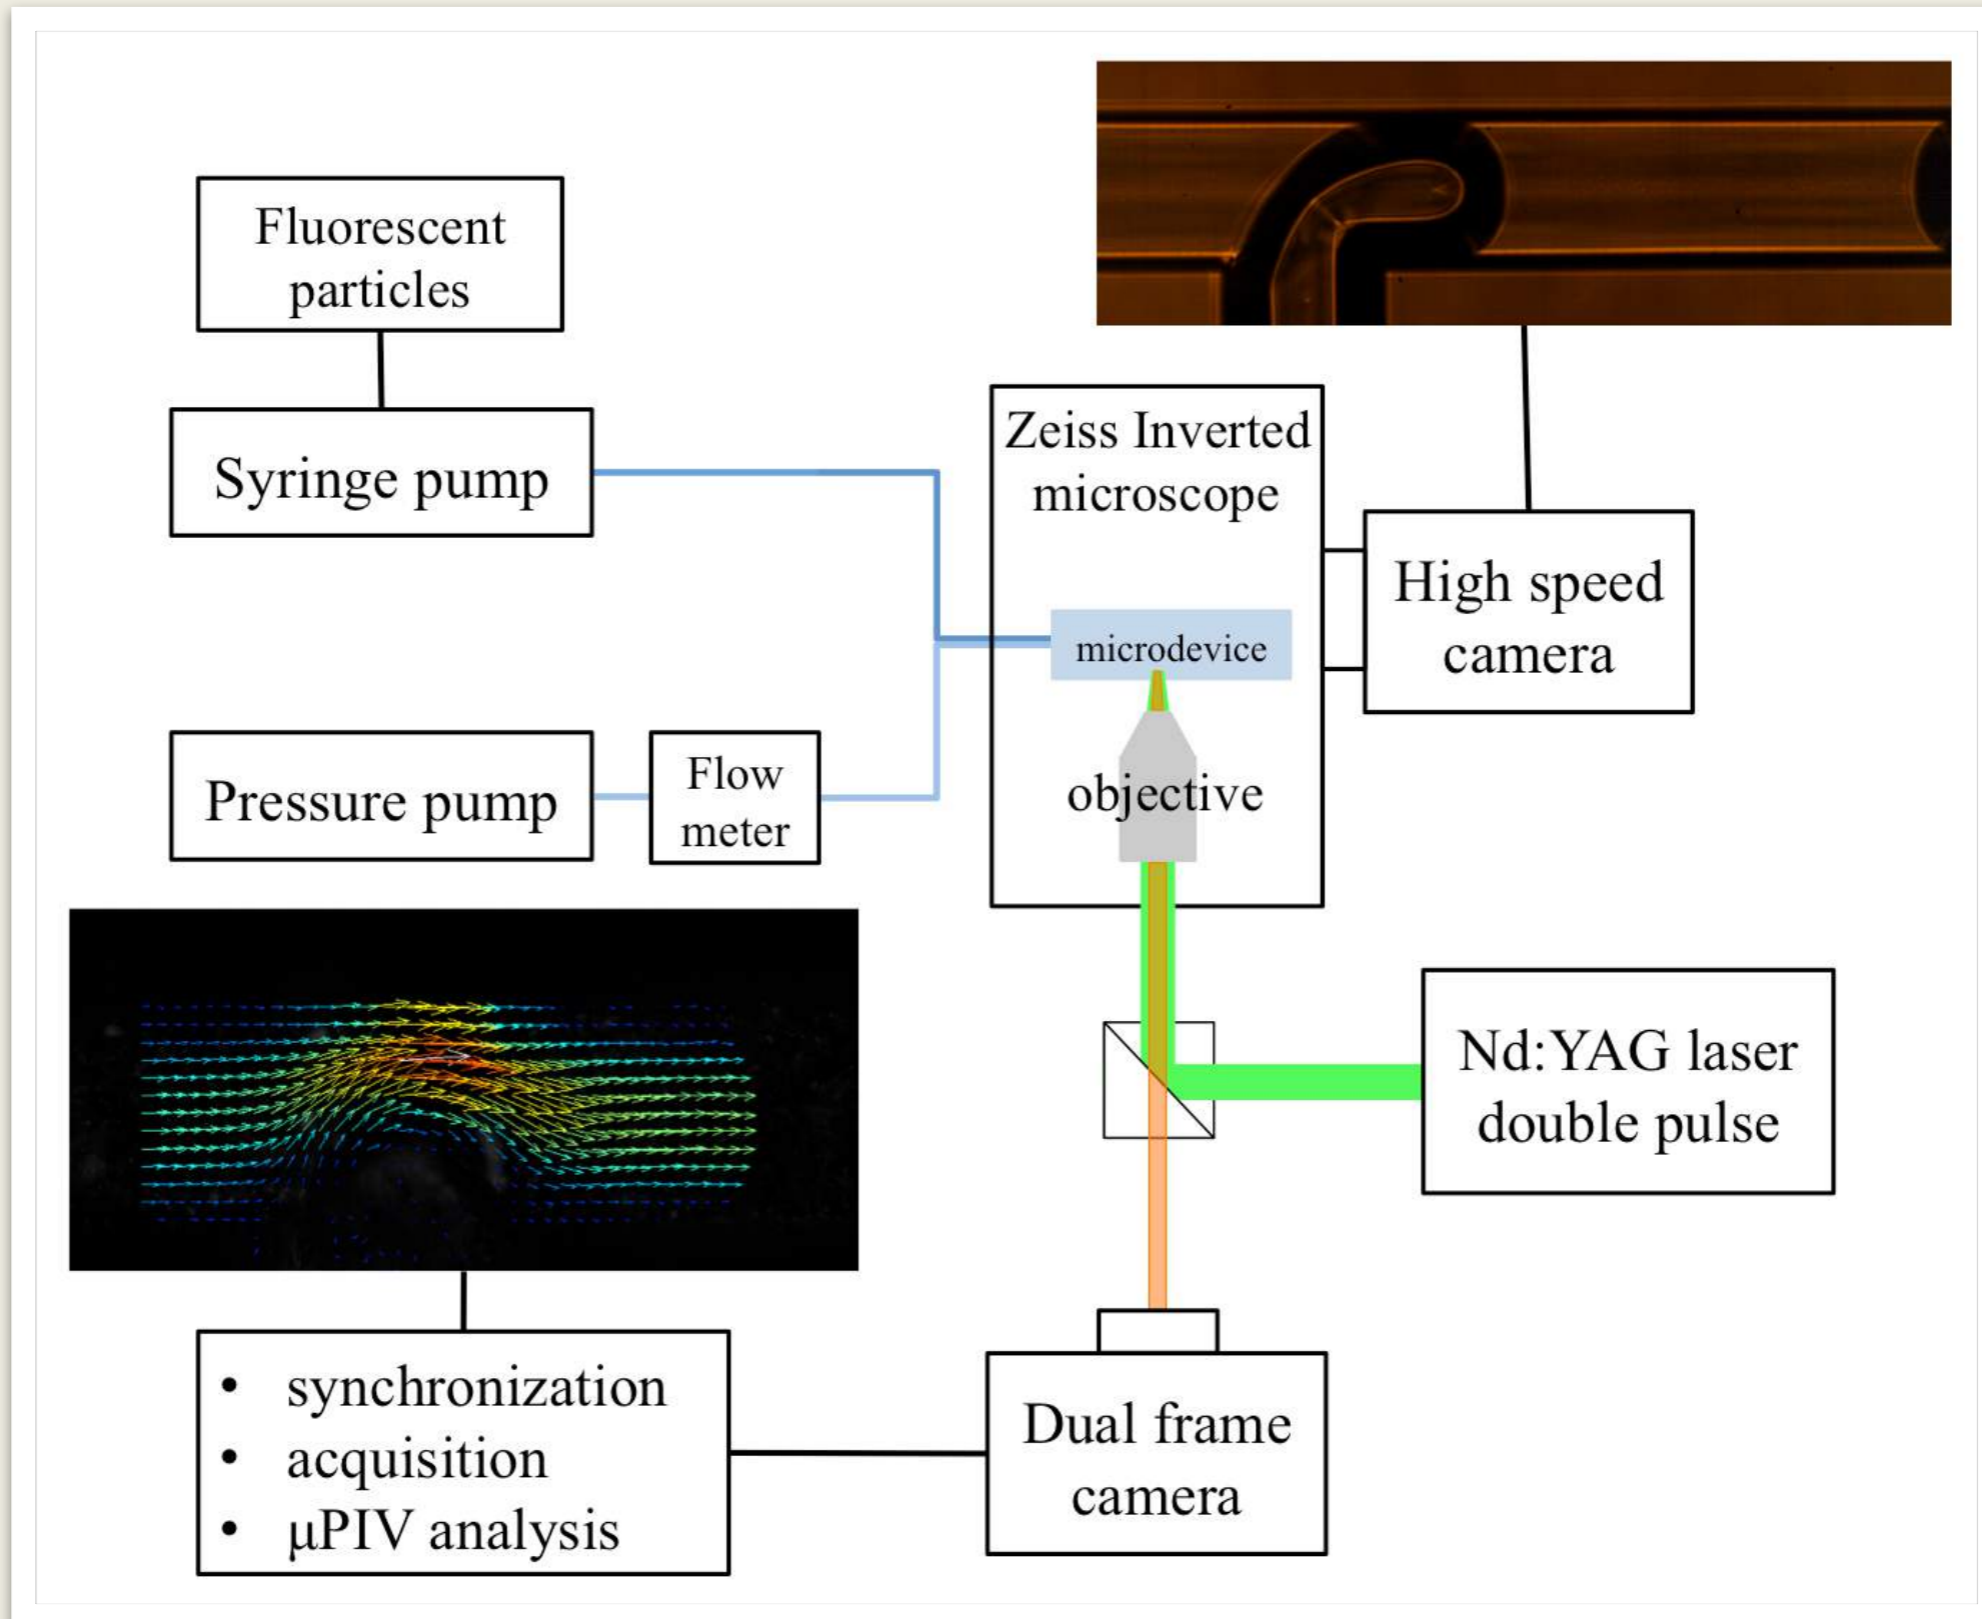 Fluorescent
particles
Syringe pump
Zeiss Inverted
microscope
High speed
camera
microdevice
Pressure pump
Flow
meter
objective
Nd:YAG laser
double pulse
• synchronization
• acquisition
• μPIV analysis
Dual frame
camera